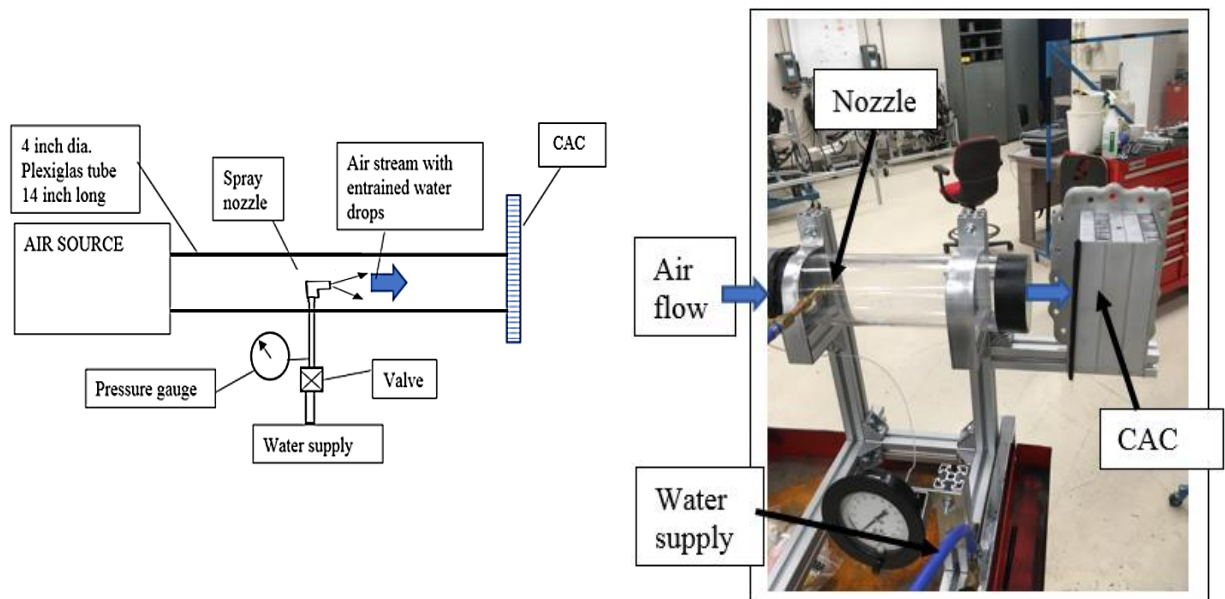 4 inch dia.
Plexiglas tube
14 inch long
Spray
nozzle
Air stream with
entrained water
drops
CAC
AIR SOURCE
Pressure gauge
Valve
Water supply
Nozzle
Air
flow
CAC
Water
supply